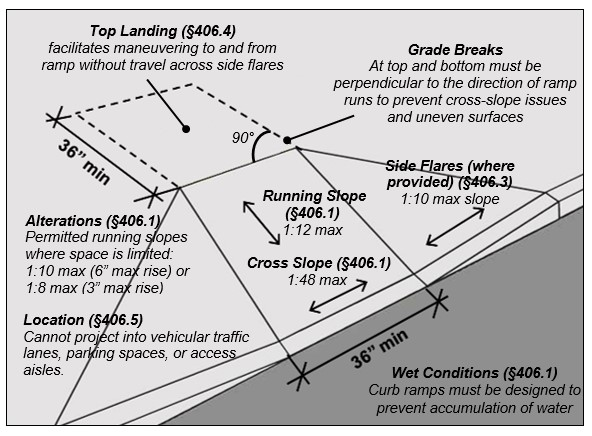 Top Landing (§406.4)
facilitates maneuvering to and from
ramp without travel across side flares
Grade Breaks
At top and bottom must be
perpendicular to the direction of ramp
runs to prevent cross-slope issues
and uneven surfaces
90°
36" min
Side Flares (where
provided) (§406.3)
1:10 max slope
Running Slope
(§406.1)
1:12 max
Alterations (§406.1)
Permitted running slopes
where space is limited:
1:10 max (6" max rise) or
1:8 max (3" max rise)
Cross Slope (§406.1)
1:48 max
Location (§406.5)
Cannot project into vehicular traffic
lanes, parking spaces, or access
aisles.
36" min
Wet Conditions (§406.1)
Curb ramps must be designed to
prevent accumulation of water